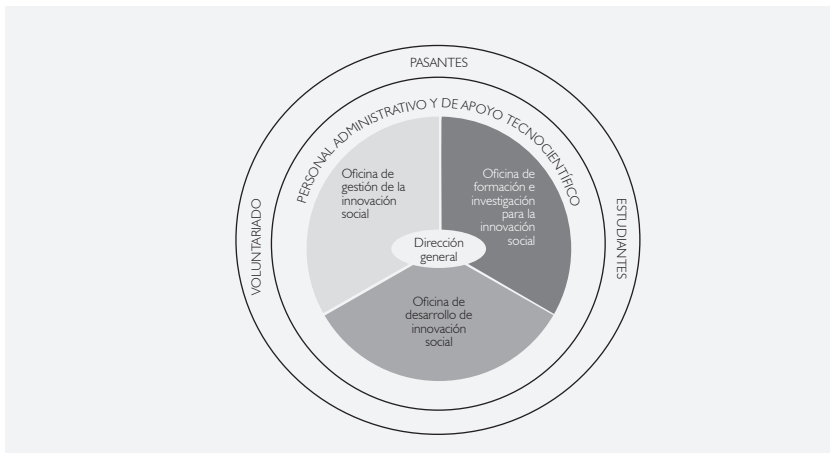 PASANTES
PERSONAL ADMINISTRATIVO Y DE APOYO TECNOCIENTÍFICO
VOLUNTARIADO
ESTUDIANTES
Oficina de
gestión de la
innovación
social
Oficina de
formación e
investigación
para la
innovación
social
Dirección
general
Oficina de
desarrollo de
innovación
social